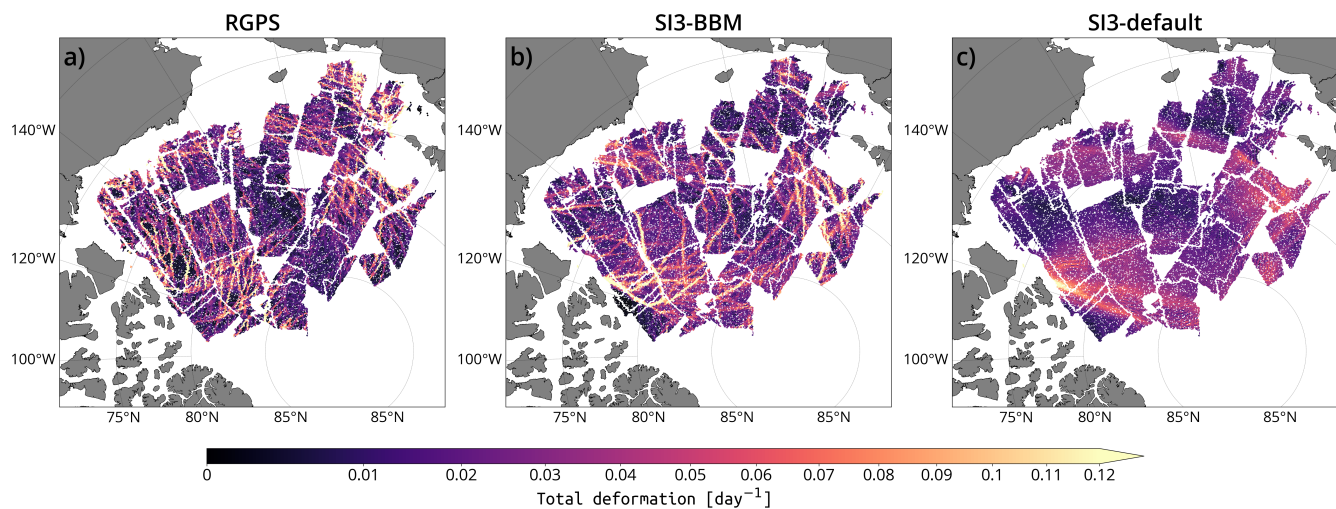 RGPS SI3-BBM SI3-default
a) b) c)
140°W 140°W 140°W
120°W 120°W 120°W
100°W 100°W 100°W
75°N 80°N 85°N 85°N 75°N 80°N 85°N 85°N 75°N 80°N 85°N 85°N
0 0.01 0.02 0.03 0.04 0.05 0.06 0.07 0.08 0.09 0.1 0.11 0.12
Total deformation [day⁻¹]